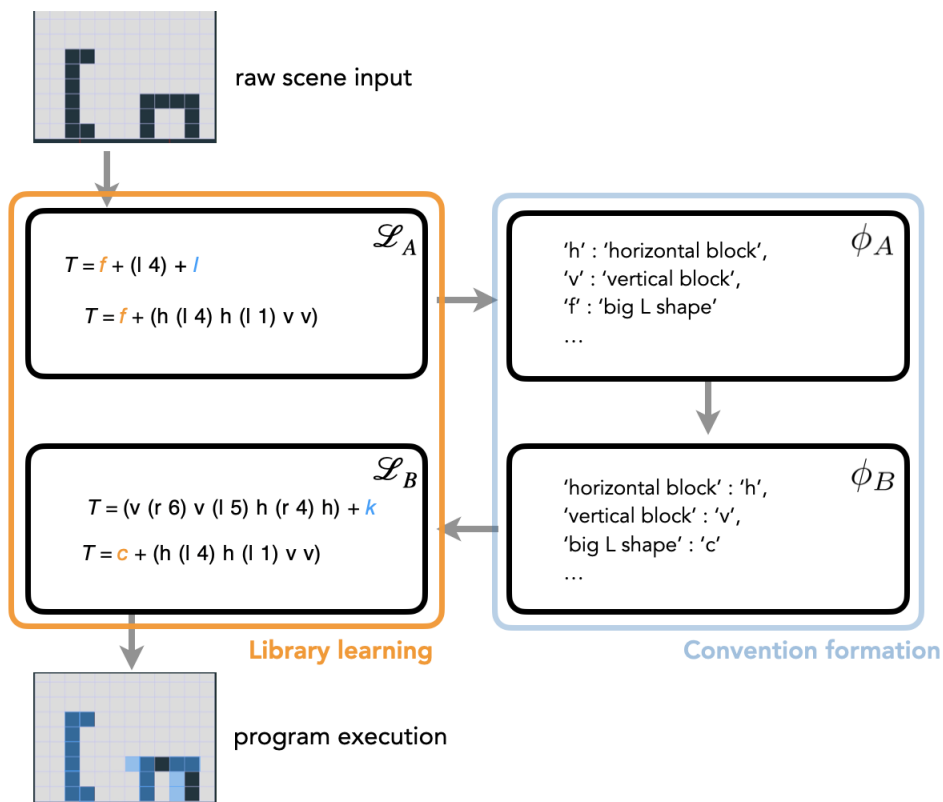 raw scene input
ℒA
T = f + (l 4) + l
T = f + (h (l 4) h (l 1) v v)
ϕA
'h' : 'horizontal block',
'v' : 'vertical block',
'f' : 'big L shape'
...
ℒB
T = (v (r 6) v (l 5) h (r 4) h) + k
T = c + (h (l 4) h (l 1) v v)
ϕB
'horizontal block' : 'h',
'vertical block' : 'v',
'big L shape' : 'c'
...
Library learning
Convention formation
program execution